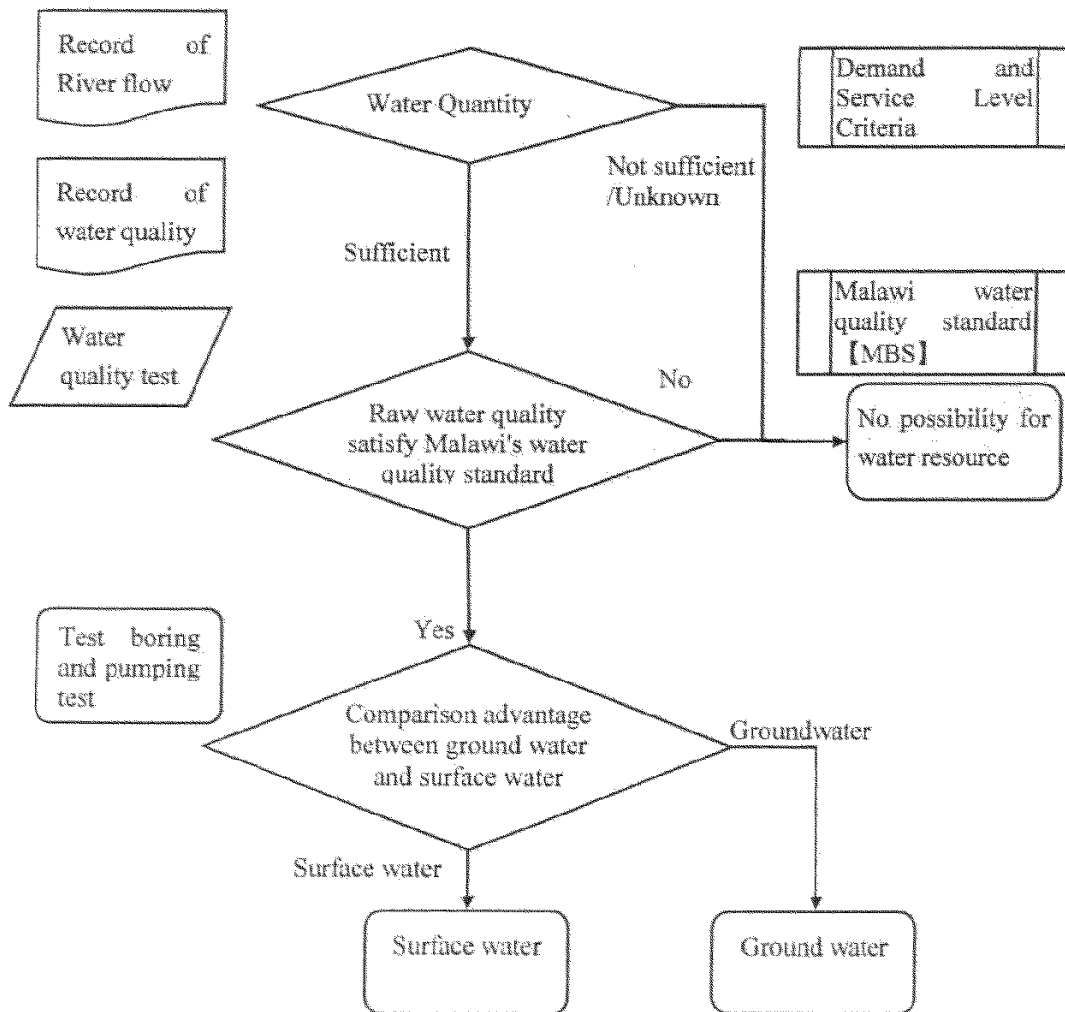 Record of
River flow
Water Quantity
Demand and
Service Level
Criteria
Not sufficient
/Unknown
Record of
water quality
Sufficient
Malawi water
quality standard
【MBS】
Water
quality test
No
Raw water quality
satisfy Malawi's water
quality standard
No possibility for
water resource
Yes
Test boring
and pumping
test
Comparison advantage
between ground water
and surface water
Groundwater
Surface water
Surface water
Ground water